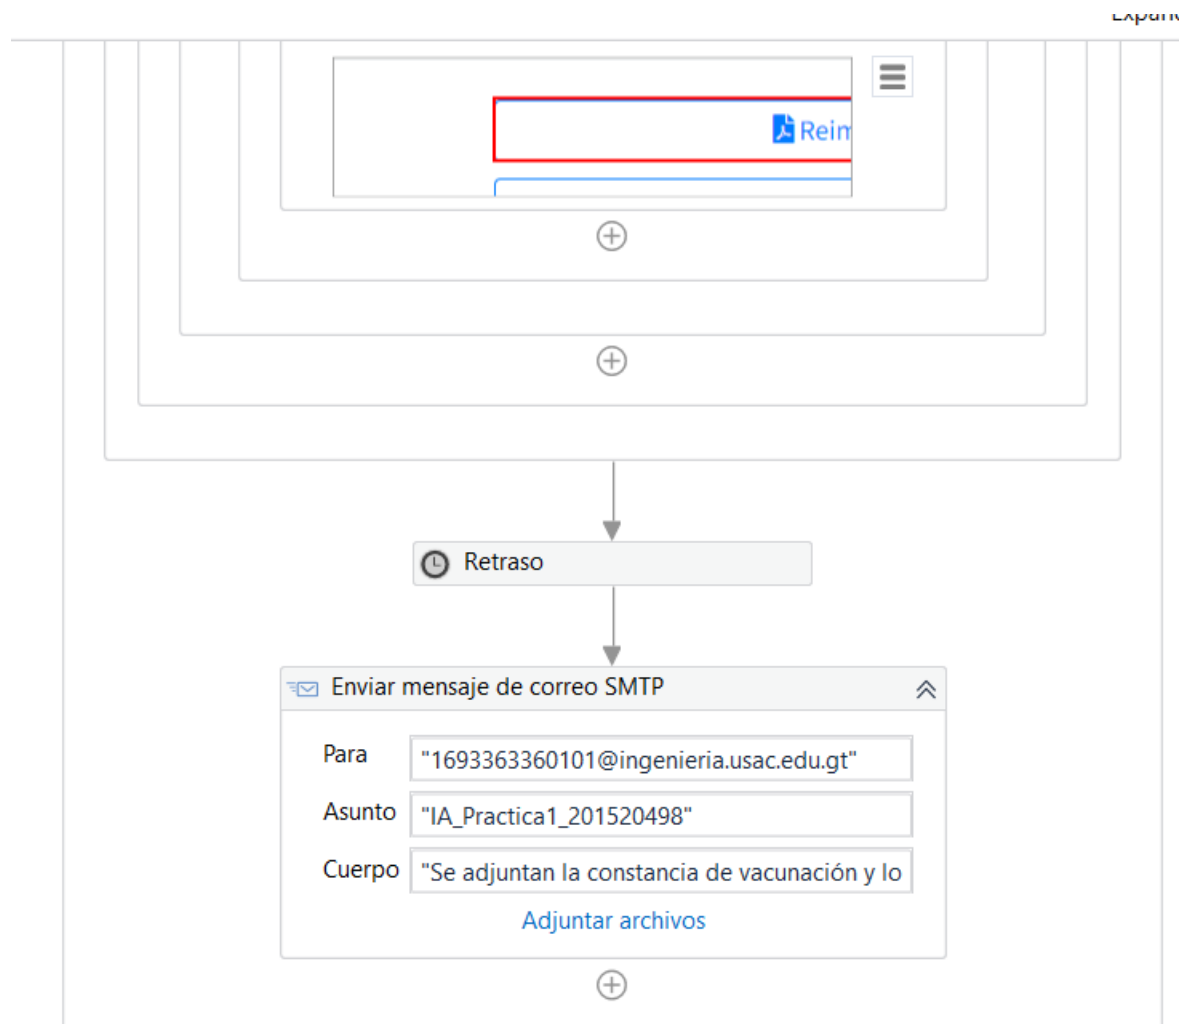 Retraso
Enviar mensaje de correo SMTP
Para "1693363360101@ingenieria.usac.edu.gt"
Asunto "IA_Practica1_201520498"
Cuerpo "Se adjuntan la constancia de vacunación y lo
Adjuntar archivos